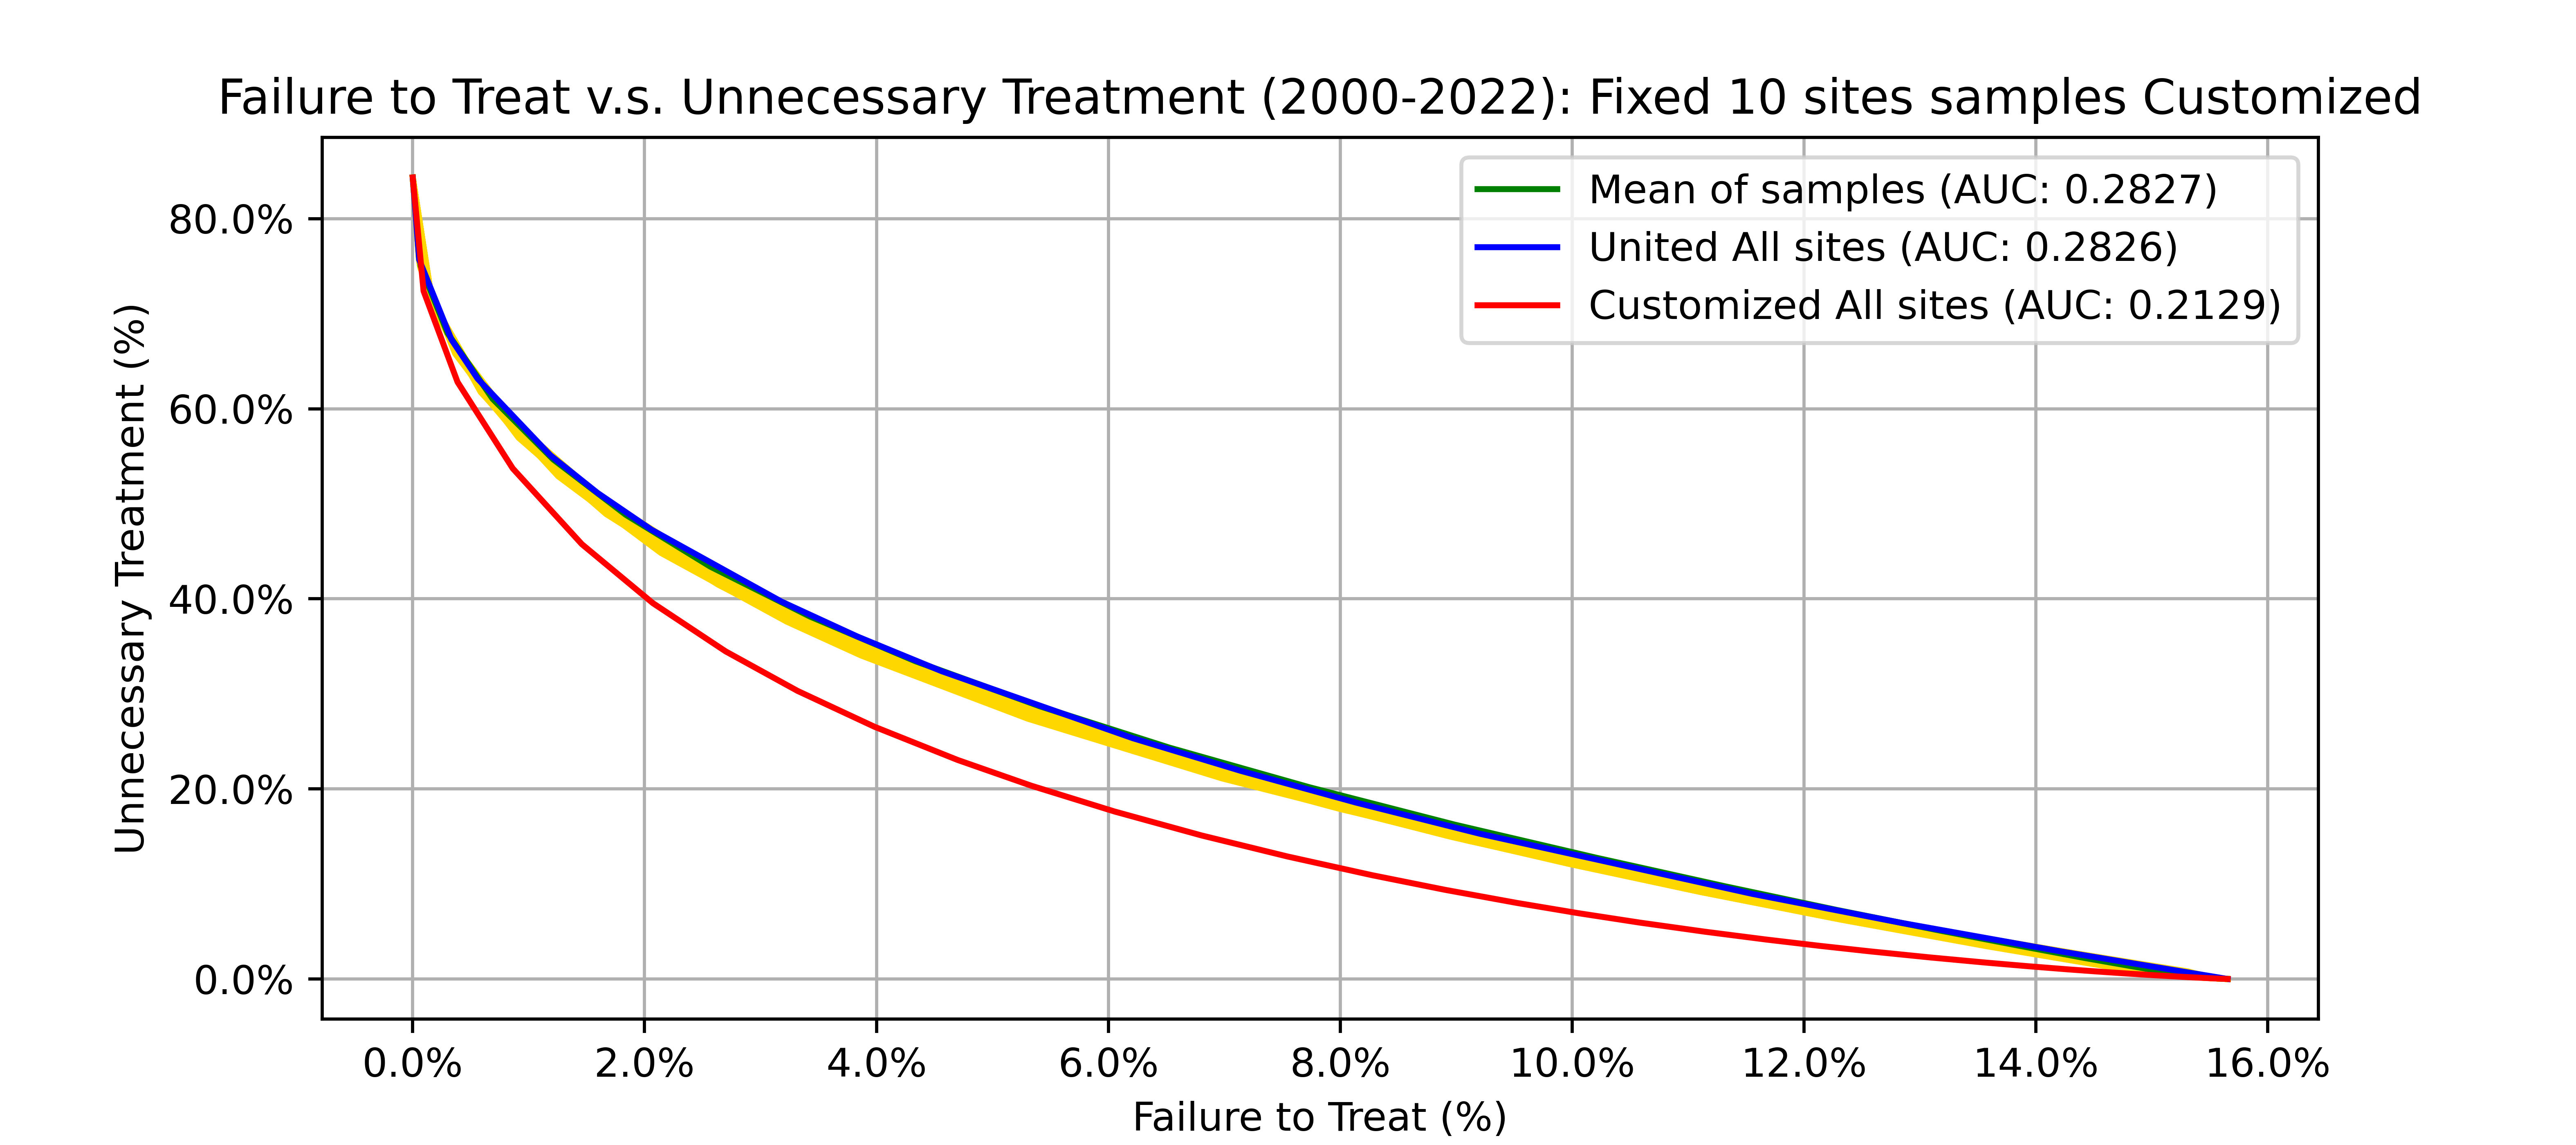 Failure to Treat v.s. Unnecessary Treatment (2000-2022): Fixed 10 sites samples Customized
Mean of samples (AUC: 0.2827)
United All sites (AUC: 0.2826)
Customized All sites (AUC: 0.2129)
Unnecessary Treatment (%)
80.0%
60.0%
40.0%
20.0%
0.0%
0.0% 2.0% 4.0% 6.0% 8.0% 10.0% 12.0% 14.0% 16.0%
Failure to Treat (%)